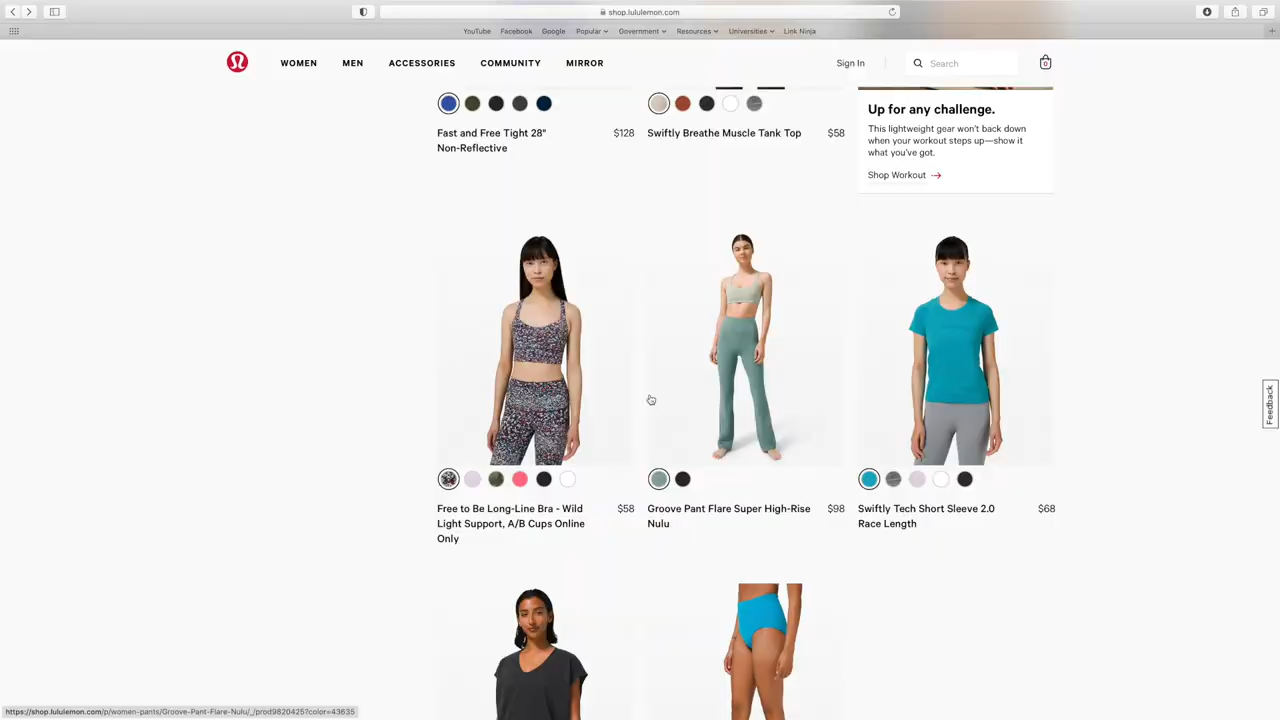 shop.lululemon.com
YouTube Facebook Google Popular Government Resources Universities Link Ninja
WOMEN MEN ACCESSORIES COMMUNITY MIRROR Sign In Search 0
Fast and Free Tight 28" $128
Non-Reflective
Swiftly Breathe Muscle Tank Top $58
Up for any challenge.
This lightweight gear won't back down
when your workout steps up—show it
what you've got.
Shop Workout →
Feedback
Free to Be Long-Line Bra - Wild $58
Light Support, A/B Cups Online
Only
Groove Pant Flare Super High-Rise $98
Nulu
Swiftly Tech Short Sleeve 2.0 $68
Race Length
https://shop.lululemon.com/p/women-pants/Groove-Pant-Flare-Nulu/_/prod9820425?color=43635